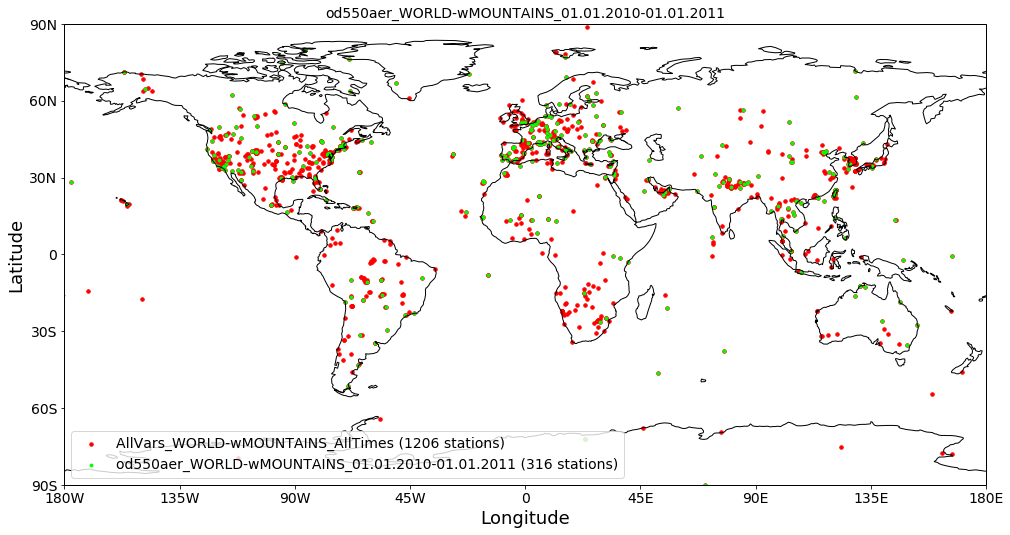 od550aer_WORLD-wMOUNTAINS_01.01.2010-01.01.2011
90N
60N
30N
0
30S
60S
90S
Latitude
AllVars_WORLD-wMOUNTAINS_AllTimes (1206 stations)
od550aer_WORLD-wMOUNTAINS_01.01.2010-01.01.2011 (316 stations)
180W 135W 90W 45W 0 45E 90E 135E 180E
Longitude